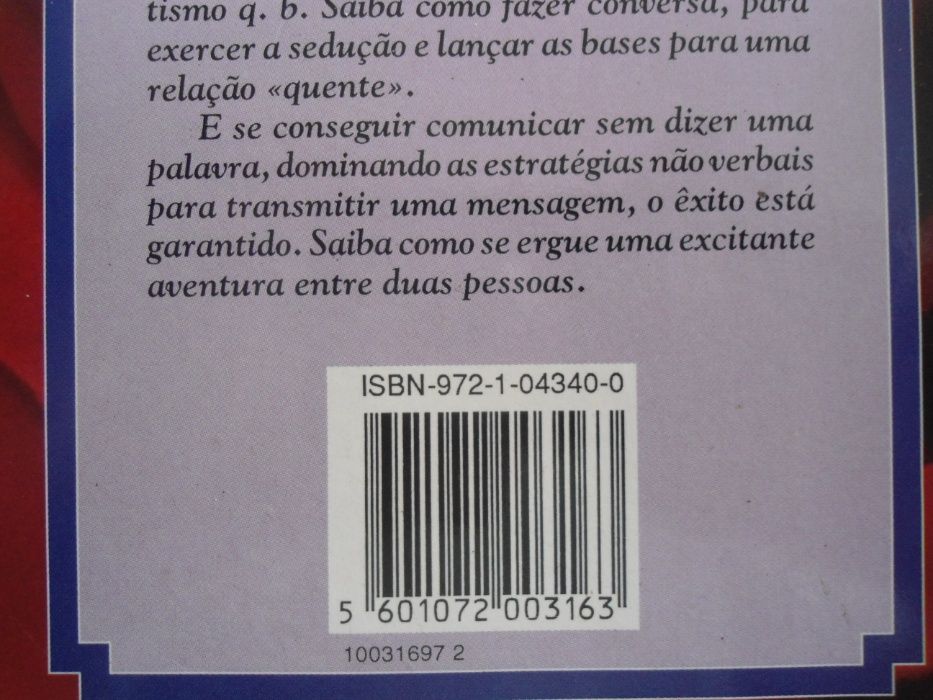 tismo q. b. Saiba como fazer conversa, para
exercer a sedução e lançar as bases para uma
relação «quente».
E se conseguir comunicar sem dizer uma
palavra, dominando as estratégias não verbais
para transmitir uma mensagem, o êxito está
garantido. Saiba como se ergue uma excitante
aventura entre duas pessoas.
ISBN-972-1-04340-0
5 601072 003163
10031697 2